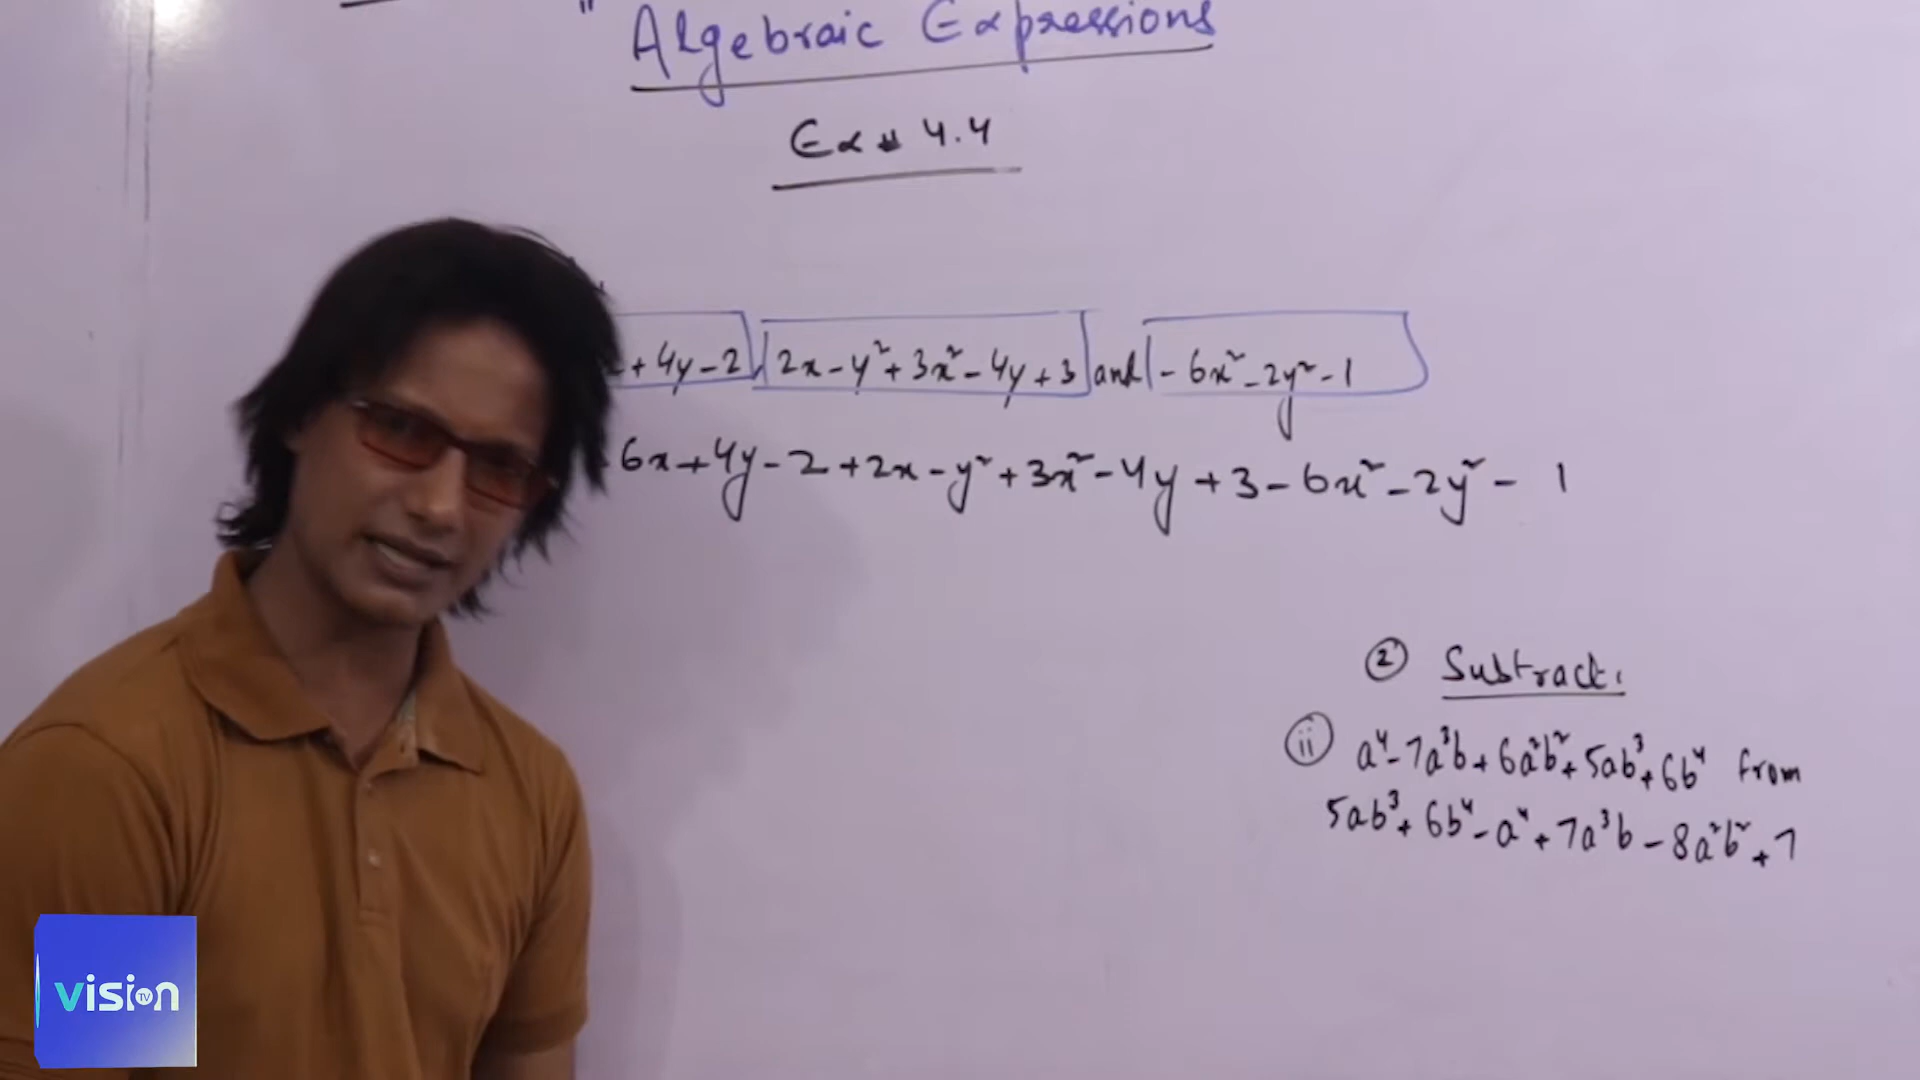 Algebraic Expressions
Ex # 4.4
+ 4y - 2, 2x - y² + 3x² - 4y + 3 and - 6x² - 2y² - 1
6x + 4y - 2 + 2x - y² + 3x² - 4y + 3 - 6x² - 2y² - 1
② Subtract:
ⅱ a⁴ - 7a³b + 6a²b² + 5ab³ + 6b⁴ from
5ab³ + 6b⁴ - a⁴ + 7a³b - 8a²b² + 7
vision TV